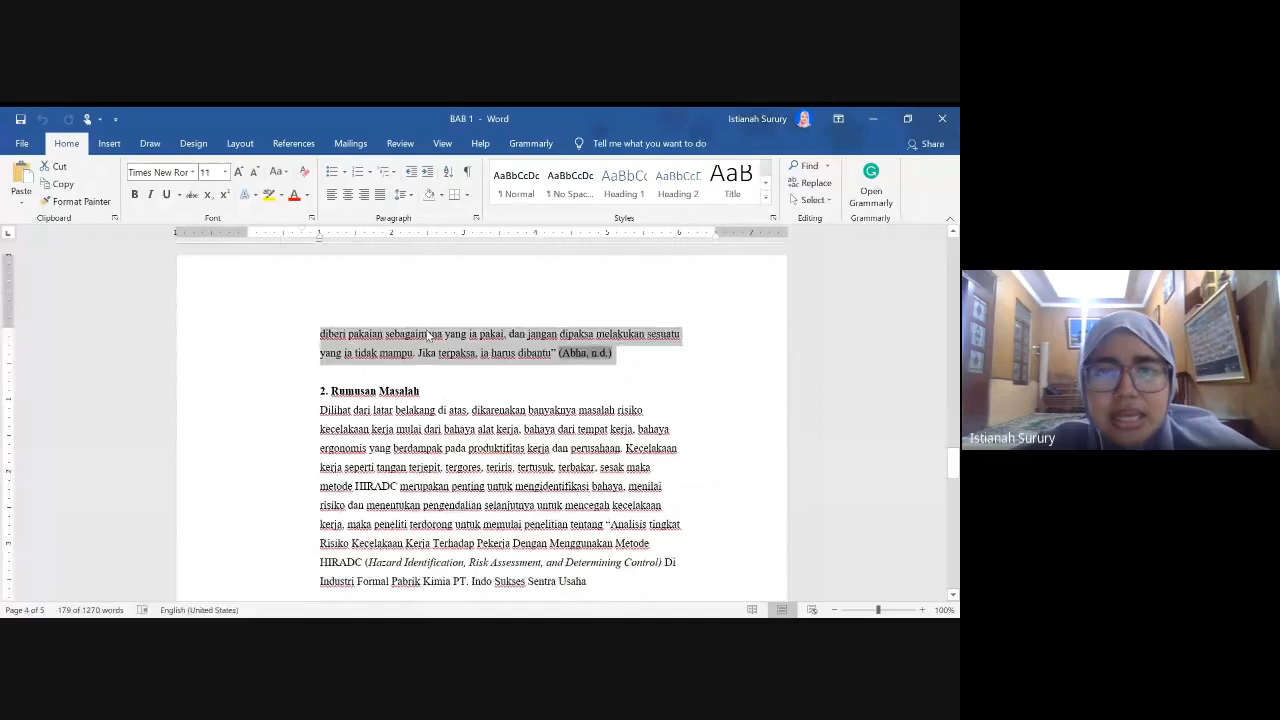 BAB 1 - Word
Istianah Surury
File Home Insert Draw Design Layout References Mailings Review View Help Grammarly Tell me what you want to do Share
Paste
Cut
Copy
Format Painter
Clipboard
Times New Ror 11
Font
Paragraph
AaBbCcDc AaBbCcDc AaBbCc AaBbCcD. AaB
¶ Normal ¶ No Spac... Heading 1 Heading 2 Title
Styles
Find
Replace
Select
Editing
Open
Grammarly
Grammarly
diberi pakaian sebagaimana yang ia pakai, dan jangan dipaksa melakukan sesuatu
yang ia tidak mampu. Jika terpaksa, ia harus dibantu” (Abha, n.d.)
2. Rumusan Masalah
Dilihat dari latar belakang di atas, dikarenakan banyaknya masalah risiko
kecelakaan kerja mulai dari bahaya alat kerja, bahaya dari tempat kerja, bahaya
ergonomis yang berdampak pada produktifitas kerja dan perusahaan. Kecelakaan
kerja seperti tangan terjepit, tergores, teriris, tertusuk, terbakar, sesak maka
metode HIRADC merupakan penting untuk mengidentifikasi bahaya, menilai
risiko dan menentukan pengendalian selanjutnya untuk mencegah kecelakaan
kerja, maka peneliti terdorong untuk memulai penelitian tentang “Analisis tingkat
Risiko Kecelakaan Kerja Terhadap Pekerja Dengan Menggunakan Metode
HIRADC (Hazard Identification, Risk Assessment, and Determining Control) Di
Industri Formal Pabrik Kimia PT. Indo Sukses Sentra Usaha
Page 4 of 5 179 of 1270 words English (United States) 100%
Istianah Surury